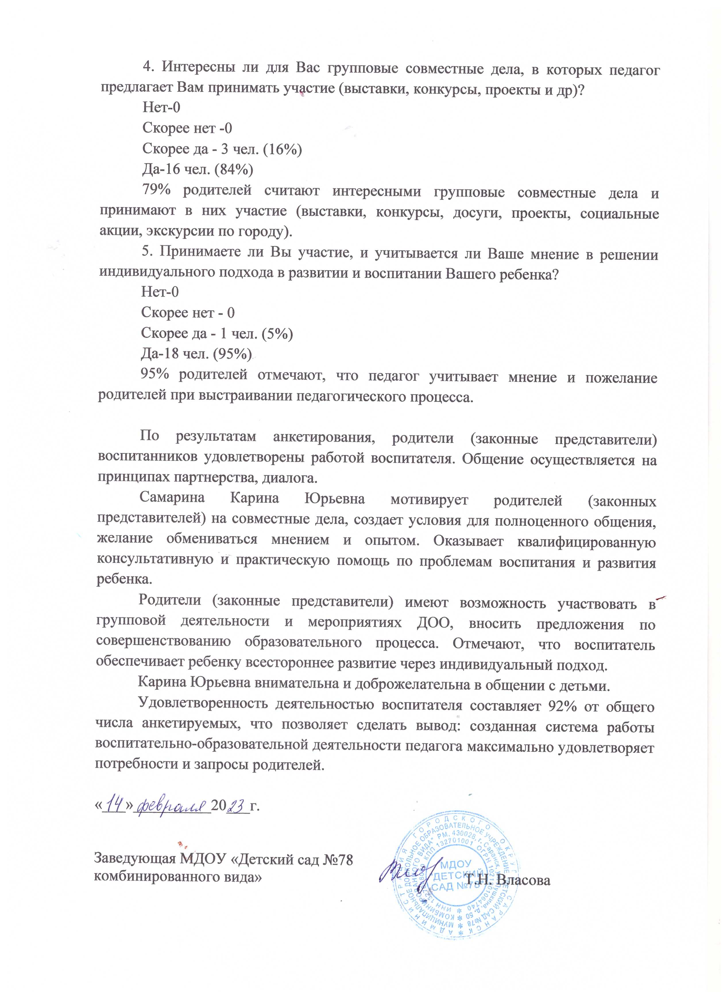 4. Интересны ли для Вас групповые совместные дела, в которых педагог
предлагает Вам принимать участие (выставки, конкурсы, проекты и др)?
Нет-0
Скорее нет -0
Скорее да - 3 чел. (16%)
Да-16 чел. (84%)
79% родителей считают интересными групповые совместные дела и
принимают в них участие (выставки, конкурсы, досуги, проекты, социальные
акции, экскурсии по городу).
5. Принимаете ли Вы участие, и учитывается ли Ваше мнение в решении
индивидуального подхода в развитии и воспитании Вашего ребенка?
Нет-0
Скорее нет - 0
Скорее да - 1 чел. (5%)
Да-18 чел. (95%)
95% родителей отмечают, что педагог учитывает мнение и пожелание
родителей при выстраивании педагогического процесса.
По результатам анкетирования, родители (законные представители)
воспитанников удовлетворены работой воспитателя. Общение осуществляется на
принципах партнерства, диалога.
Самарина Карина Юрьевна мотивирует родителей (законных
представителей) на совместные дела, создает условия для полноценного общения,
желание обмениваться мнением и опытом. Оказывает квалифицированную
консультативную и практическую помощь по проблемам воспитания и развития
ребенка.
Родители (законные представители) имеют возможность участвовать в
групповой деятельности и мероприятиях ДОО, вносить предложения по
совершенствованию образовательного процесса. Отмечают, что воспитатель
обеспечивает ребенку всестороннее развитие через индивидуальный подход.
Карина Юрьевна внимательна и доброжелательна в общении с детьми.
Удовлетворенность деятельностью воспитателя составляет 92% от общего
числа анкетируемых, что позволяет сделать вывод: созданная система работы
воспитательно-образовательной деятельности педагога максимально удовлетворяет
потребности и запросы родителей.
«14» февраля 2023 г.
Заведующая МДОУ «Детский сад №78
комбинированного вида»
Т.Н. Власова
АДМИНИСТРАЦИЯ ГОРОДСКОГО ОКРУГА САРАНСК
МУНИЦИПАЛЬНОЕ ДОШКОЛЬНОЕ ОБРАЗОВАТЕЛЬНОЕ УЧРЕЖДЕНИЕ "ДЕТСКИЙ САД №78
КОМБИНИРОВАННОГО ВИДА" РМ, 430028, г. Саранск, д. 50
ИНН КПП 132701001 ОГРН
МДОУ
"ДЕТСКИЙ
САД №78"